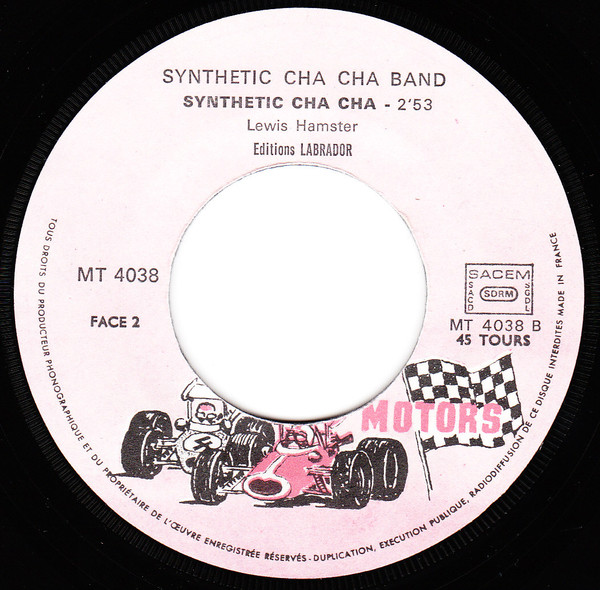 SYNTHETIC CHA CHA BAND
SYNTHETIC CHA CHA - 2'53
Lewis Hamster
Editions LABRADOR
MT 4038
FACE 2
SACEM
SACD
SDRM
SGDL
MT 4038 B
45 TOURS
MOTORS
4
TOUS DROITS DU PRODUCTEUR PHONOGRAPHIQUE ET DU PROPRIÉTAIRE DE L'ŒUVRE ENREGISTRÉE RÉSERVÉS - DUPLICATION, EXECUTION PUBLIQUE, RADIODIFFUSION DE CE DISQUE INTERDITES MADE IN FRANCE